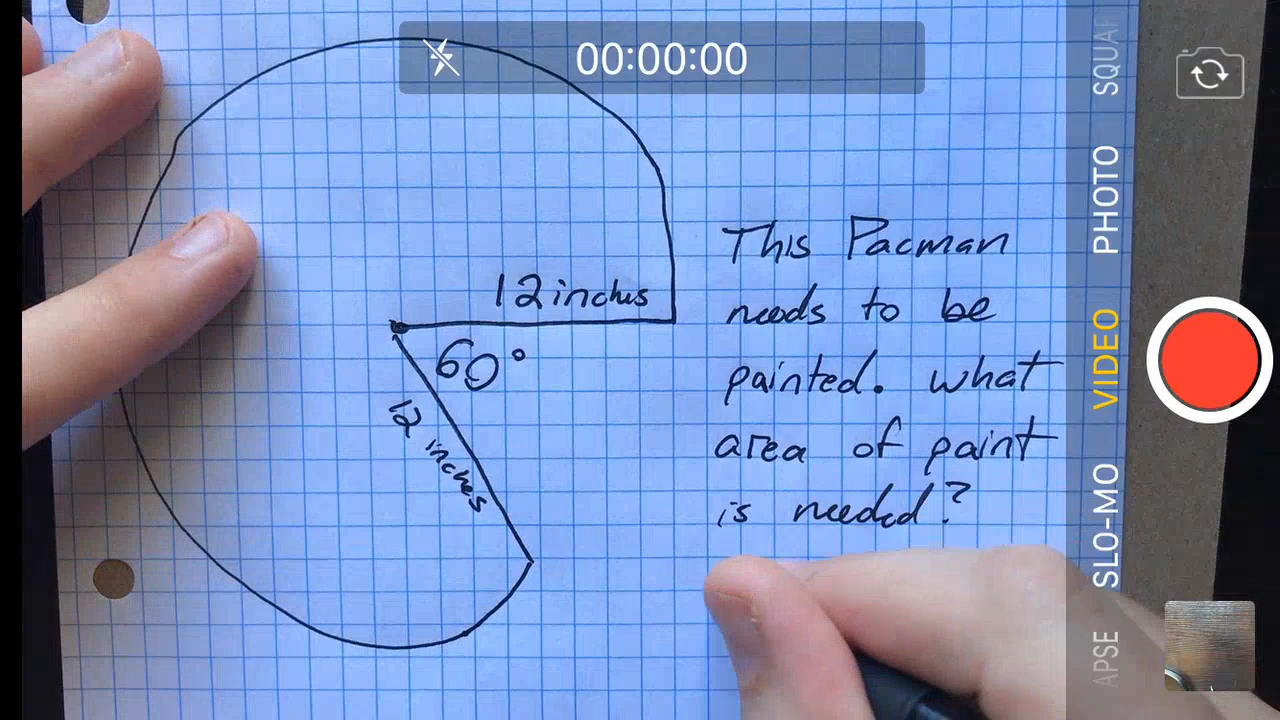 00:00:00
12 inches
60°
12 inches
This Pacman
needs to be
painted. what
area of paint
is needed?
SQUAR
PHOTO
VIDEO
SLO-MO
APSE